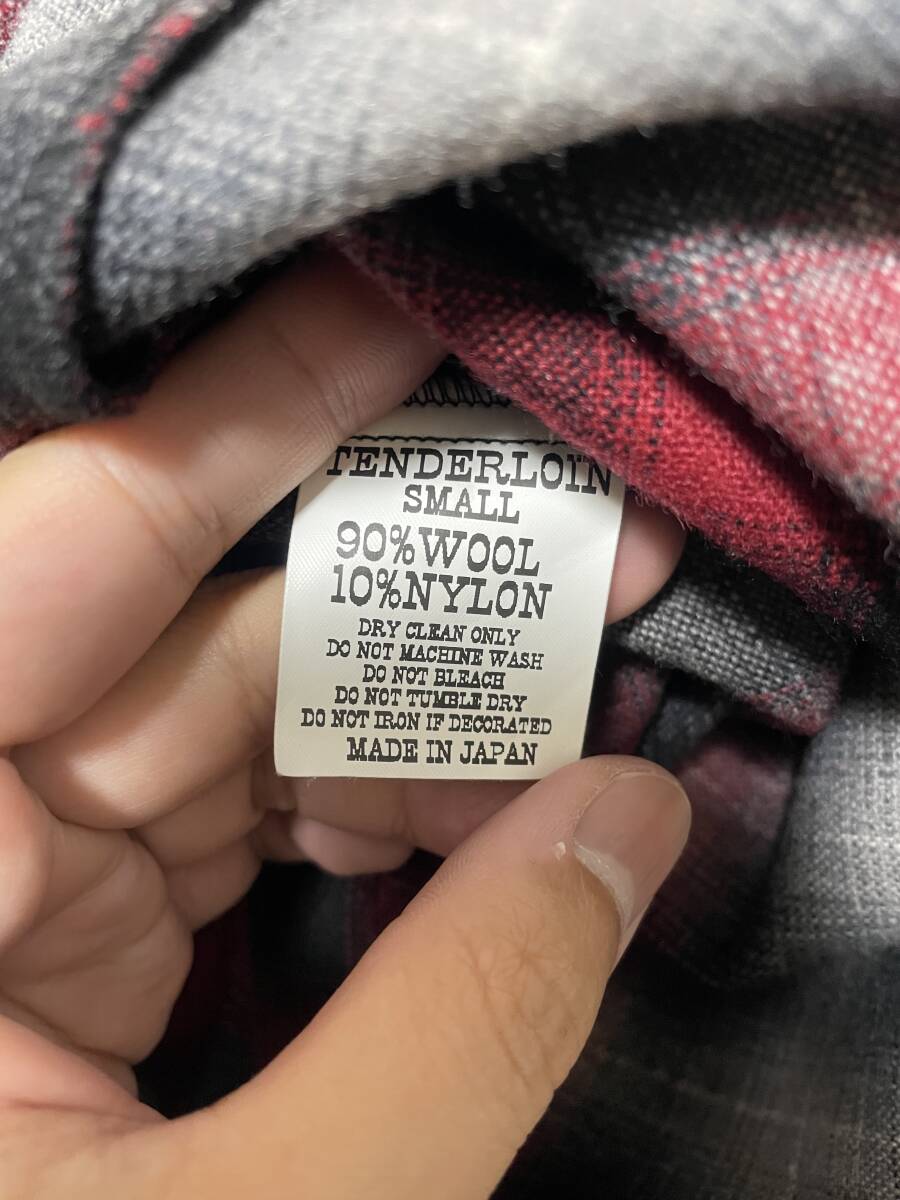 TENDERLOIN
SMALL
90%WOOL
10%NYLON
DRY CLEAN ONLY
DO NOT MACHINE WASH
DO NOT BLEACH
DO NOT TUMBLE DRY
DO NOT IRON IF DECORATED
MADE IN JAPAN